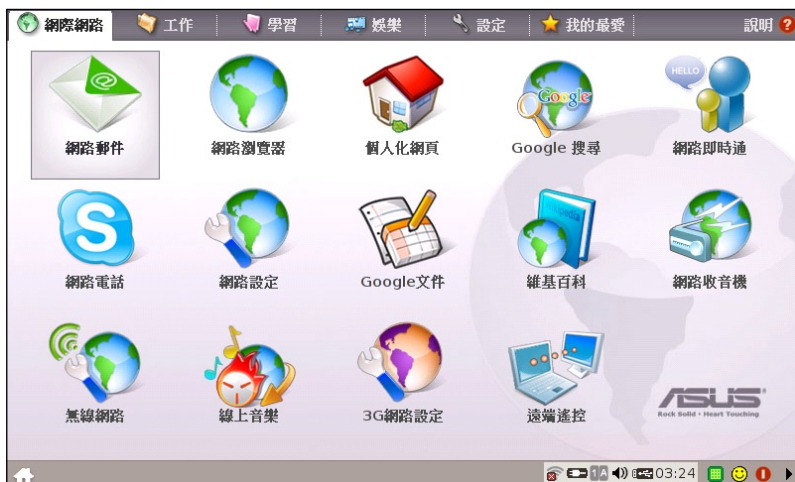 網際網路
工作
學習
娛樂
設定
我的最愛
說明
網路郵件
網路瀏覽器
個人化網頁
Google
Google 搜尋
HELLO
網路即時通
網路電話
網路設定
Google文件
Wikipedia
維基百科
網路收音機
無線網路
線上音樂
3G網路設定
遠端遙控
ASUS
Rock Solid · Heart Touching
1 A
03:24